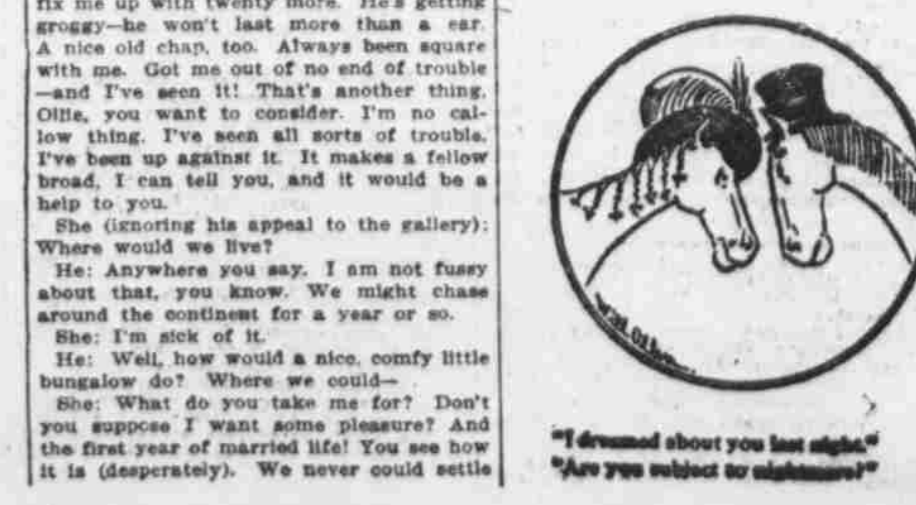 fix me up with twenty more. He's getting
groggy—he won't last more than a ear.
A nice old chap, too. Always been square
with me. Got me out of no end of trouble
—and I've seen it! That's another thing,
Ollie, you want to consider. I'm no cal-
low thing. I've seen all sorts of trouble.
I've been up against it. It makes a fellow
broad, I can tell you, and it would be a
help to you.
She (ignoring his appeal to the gallery):
Where would we live?
He: Anywhere you say. I am not fussy
about that, you know. We might chase
around the continent for a year or so.
She: I'm sick of it.
He: Well, how would a nice, comfy little
bungalow do? Where we could—
She: What do you take me for? Don't
you suppose I want some pleasure? And
the first year of married life! You see how
it is (desperately). We never could settle
"I dreamed about you last night."
"Are you subject to nightmare?"